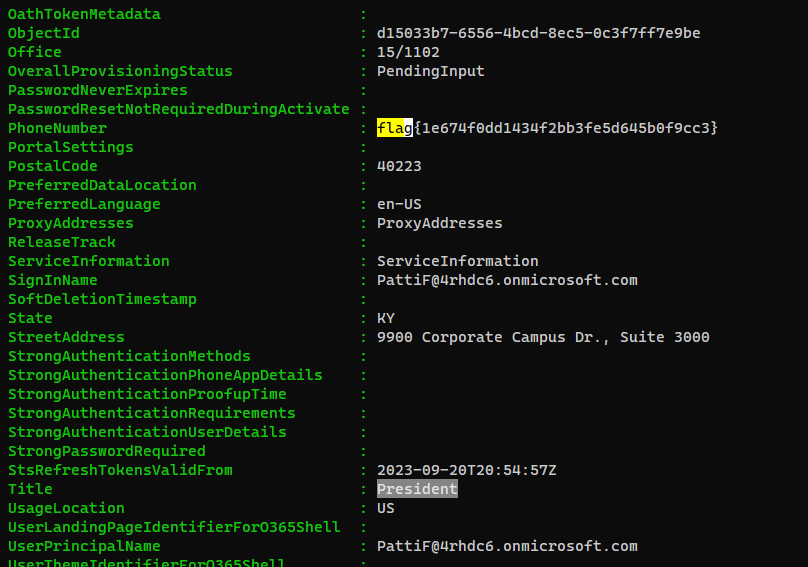 OathTokenMetadata :
ObjectId : d15033b7-6556-4bcd-8ec5-0c3f7ff7e9be
Office : 15/1102
OverallProvisioningStatus : PendingInput
PasswordNeverExpires :
PasswordResetNotRequiredDuringActivate :
PhoneNumber : flag{1e674f0dd1434f2bb3fe5d645b0f9cc3}
PortalSettings :
PostalCode : 40223
PreferredDataLocation :
PreferredLanguage : en-US
ProxyAddresses : ProxyAddresses
ReleaseTrack :
ServiceInformation : ServiceInformation
SignInName : PattiF@4rhdc6.onmicrosoft.com
SoftDeletionTimestamp :
State : KY
StreetAddress : 9900 Corporate Campus Dr., Suite 3000
StrongAuthenticationMethods :
StrongAuthenticationPhoneAppDetails :
StrongAuthenticationProofupTime :
StrongAuthenticationRequirements :
StrongAuthenticationUserDetails :
StrongPasswordRequired :
StsRefreshTokensValidFrom : 2023-09-20T20:54:57Z
Title : President
UsageLocation : US
UserLandingPageIdentifierForO365Shell :
UserPrincipalName : PattiF@4rhdc6.onmicrosoft.com
UserThemeIdentifierForO365Shell :